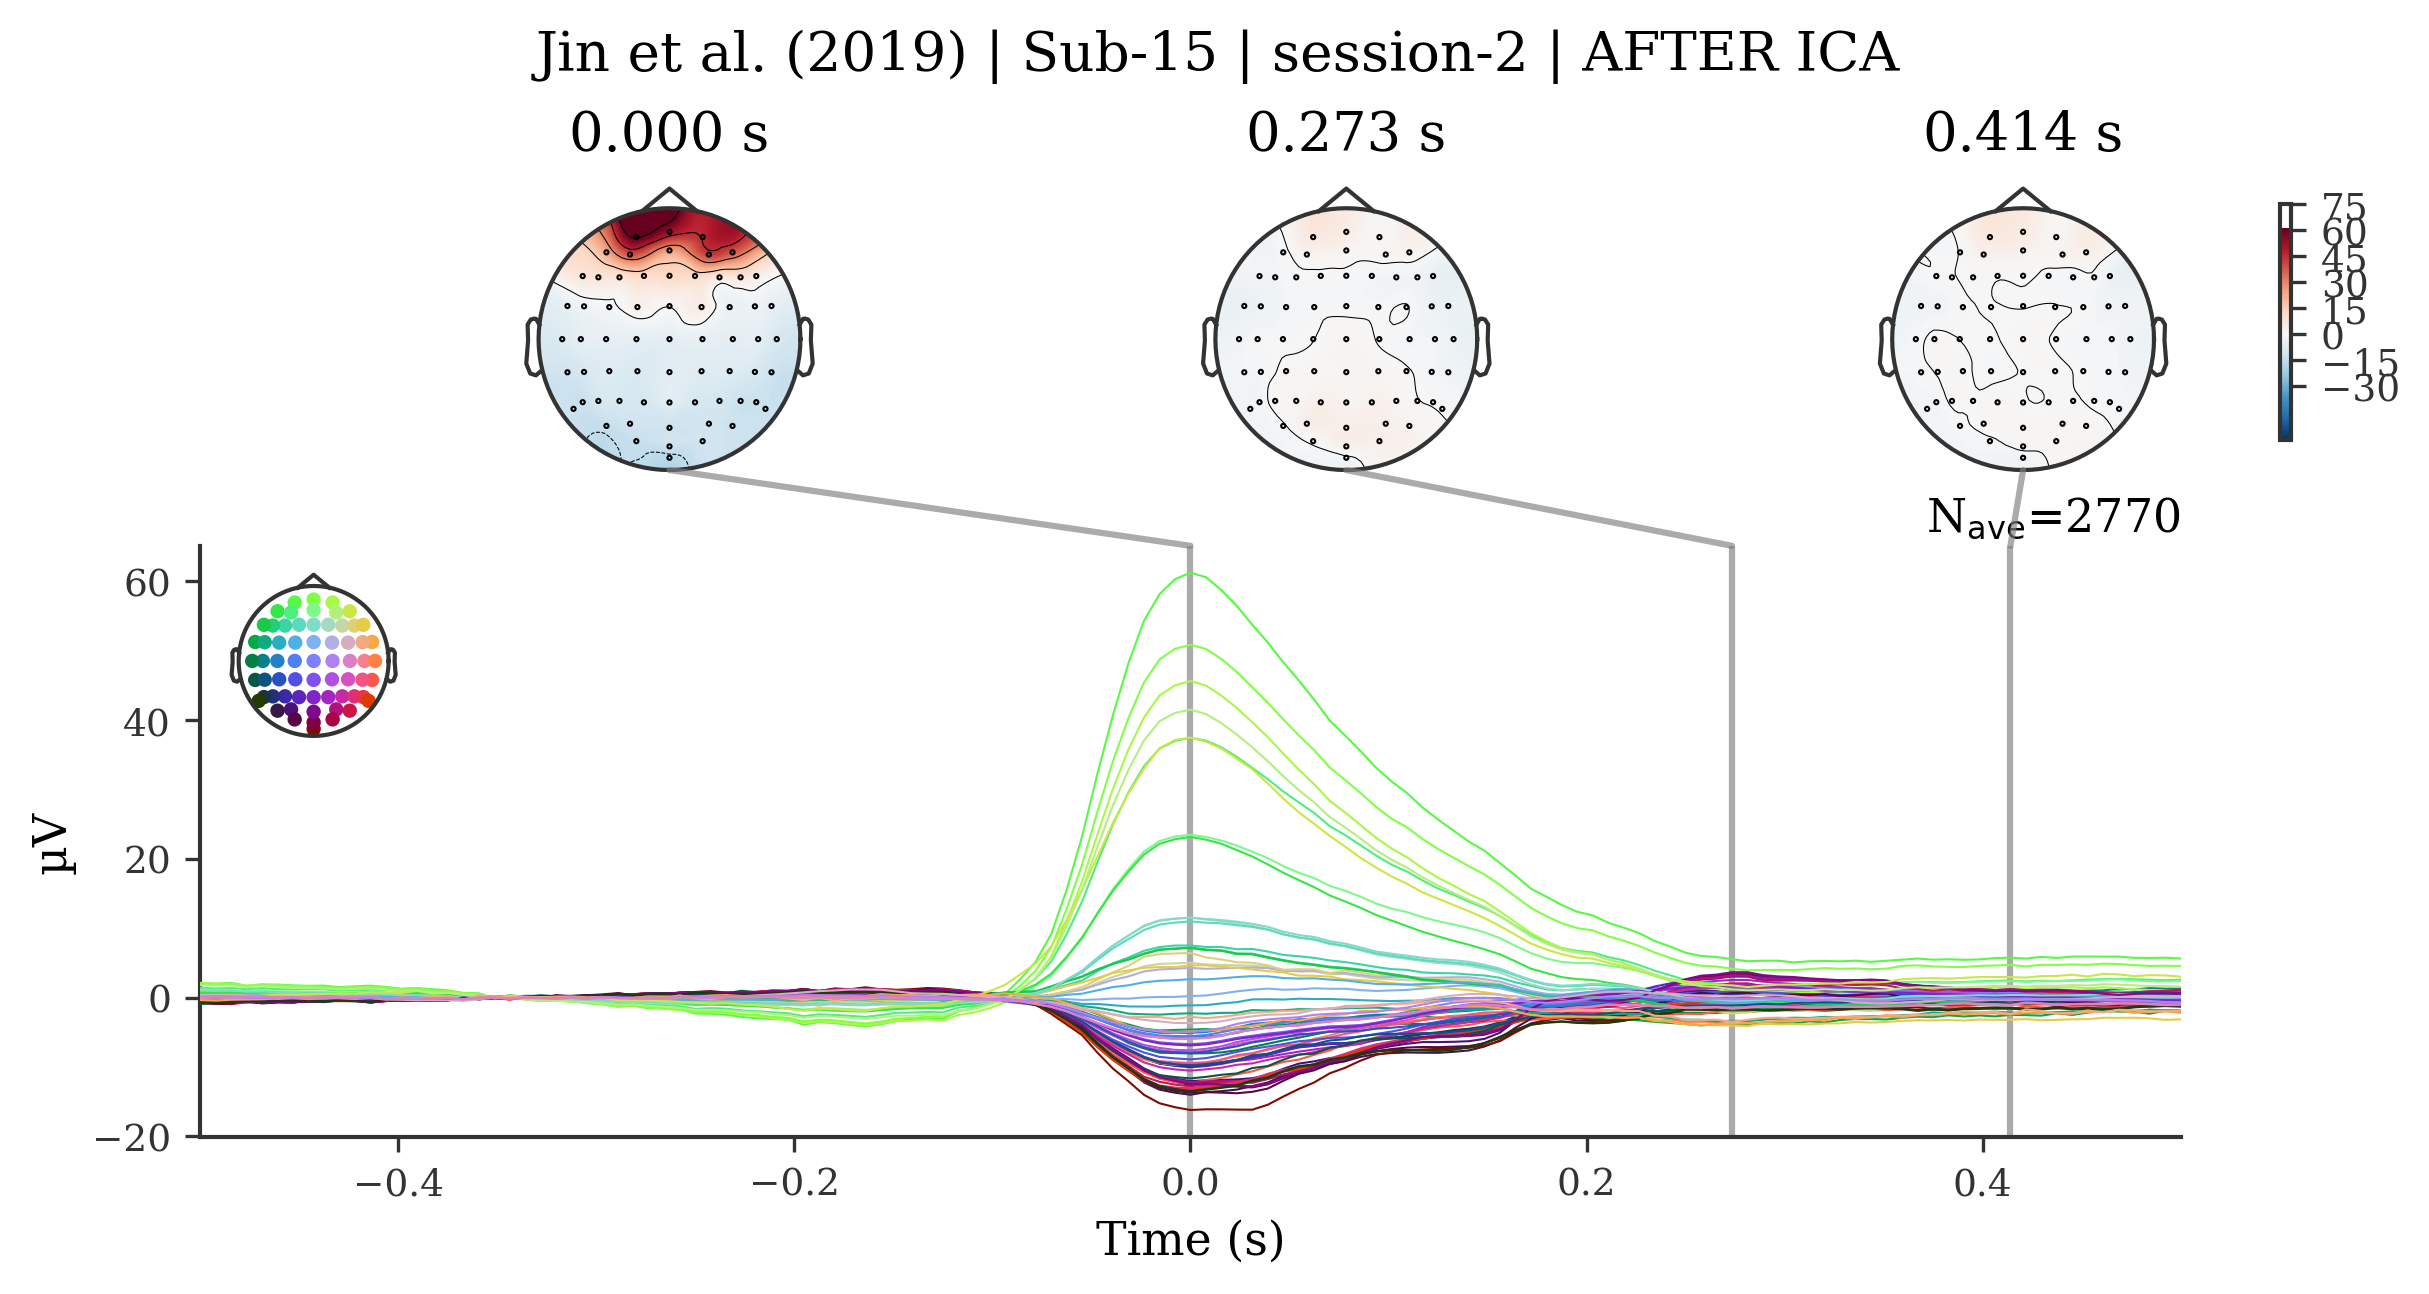 Jin et al. (2019) | Sub-15 | session-2 | AFTER ICA
0.000 s
0.273 s
0.414 s
75
60
45
30
15
0
−15
−30
Nave=2770
60
40
20
0
−20
µV
−0.4
−0.2
0.0
0.2
0.4
Time (s)